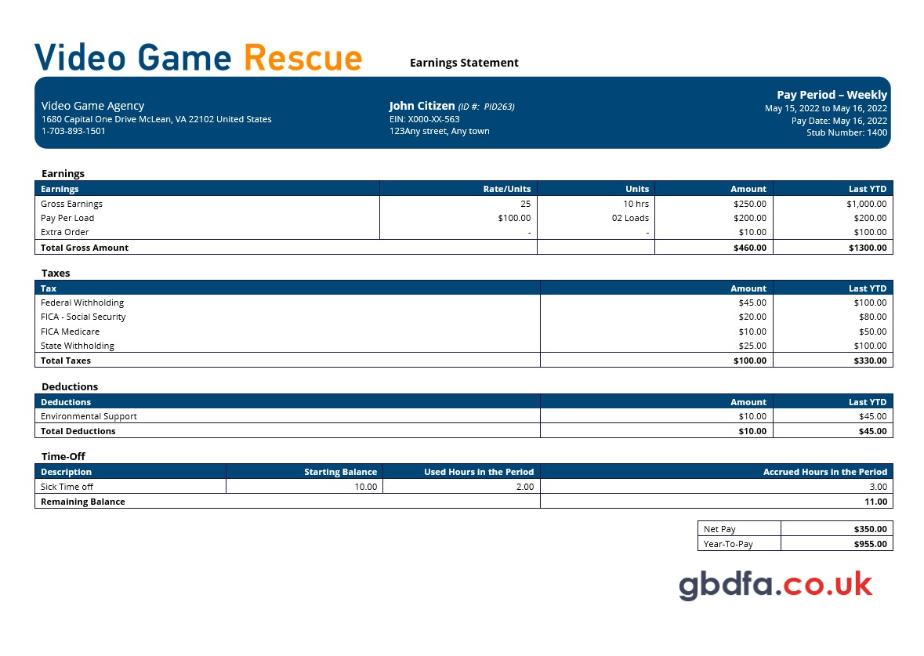 Video Game Rescue
Earnings Statement
Video Game Agency
1680 Capital One Drive McLean, VA 22102 United States
1-703-893-1501
John Citizen (ID #: PID263)
EIN: X000-XX-563
123Any street, Any town
Pay Period – Weekly
May 15, 2022 to May 16, 2022
Pay Date: May 16, 2022
Stub Number: 1400
Earnings
Earnings Rate/Units Units Amount Last YTD
Gross Earnings 25 10 hrs $250.00 $1,000.00
Pay Per Load $100.00 02 Loads $200.00 $200.00
Extra Order - - $10.00 $100.00
Total Gross Amount $460.00 $1300.00
Taxes
Tax Amount Last YTD
Federal Withholding $45.00 $100.00
FICA - Social Security $20.00 $80.00
FICA Medicare $10.00 $50.00
State Withholding $25.00 $100.00
Total Taxes $100.00 $330.00
Deductions
Deductions Amount Last YTD
Environmental Support $10.00 $45.00
Total Deductions $10.00 $45.00
Time-Off
Description Starting Balance Used Hours in the Period Accrued Hours in the Period
Sick Time off 10.00 2.00 3.00
Remaining Balance 11.00
Net Pay $350.00
Year-To-Pay $955.00
gbdfa.co.uk